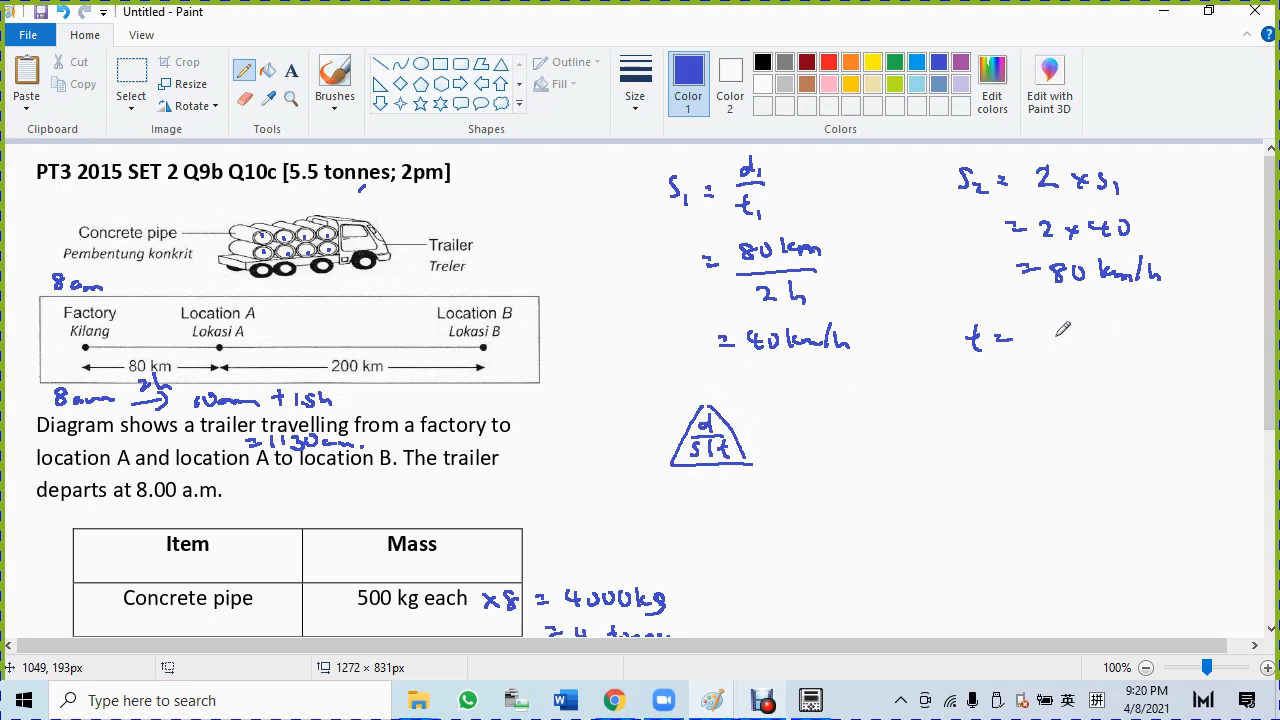 Untitled - Paint
File Home View
Paste
Cut
Copy
Clipboard
Select
Crop
Resize
Rotate
Image
Tools
Brushes
Shapes
Outline
Fill
Size
Color 1
Color 2
Edit colors
Edit with Paint 3D
Colors
PT3 2015 SET 2 Q9b Q10c [5.5 tonnes; 2pm]
Concrete pipe
Pembentung konkrit
Trailer
Treler
8am
Factory
Kilang
Location A
Lokasi A
Location B
Lokasi B
80 km
200 km
2h
8am → 10am + 1.5h
= 1130am.
Diagram shows a trailer travelling from a factory to
location A and location A to location B. The trailer
departs at 8.00 a.m.
Item Mass
Concrete pipe 500 kg each ×8 = 4000kg
= 4 tonnes
S₁ = d₁/t₁
= 80km/2h
= 40km/h
d
s|t
S₂ = 2 × S₁
= 2 × 40
= 80 km/h
t =
1049, 193px
1272 × 831px
100%
Type here to search
英
拼
9:20 PM
4/8/2021